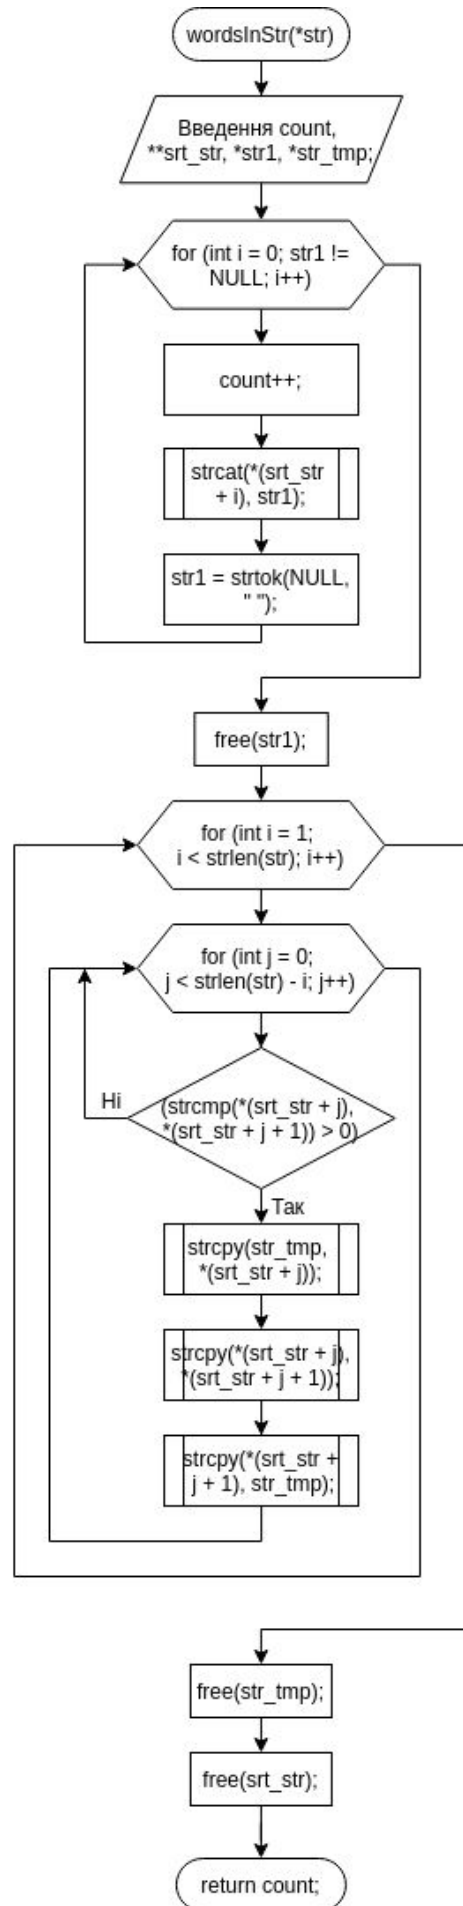 wordsInStr(*str)
Введення count,
**srt_str, *str1, *str_tmp;
for (int i = 0; str1 !=
NULL; i++)
count++;
strcat(*(srt_str
+ i), str1);
str1 = strtok(NULL,
" ");
free(str1);
for (int i = 1;
i < strlen(str); i++)
for (int j = 0;
j < strlen(str) - i; j++)
Ні
(strcmp(*(srt_str + j),
*(srt_str + j + 1)) > 0)
Так
strcpy(str_tmp,
*(srt_str + j));
strcpy(*(srt_str + j),
*(srt_str + j + 1));
strcpy(*(srt_str +
j + 1), str_tmp);
free(str_tmp);
free(srt_str);
return count;